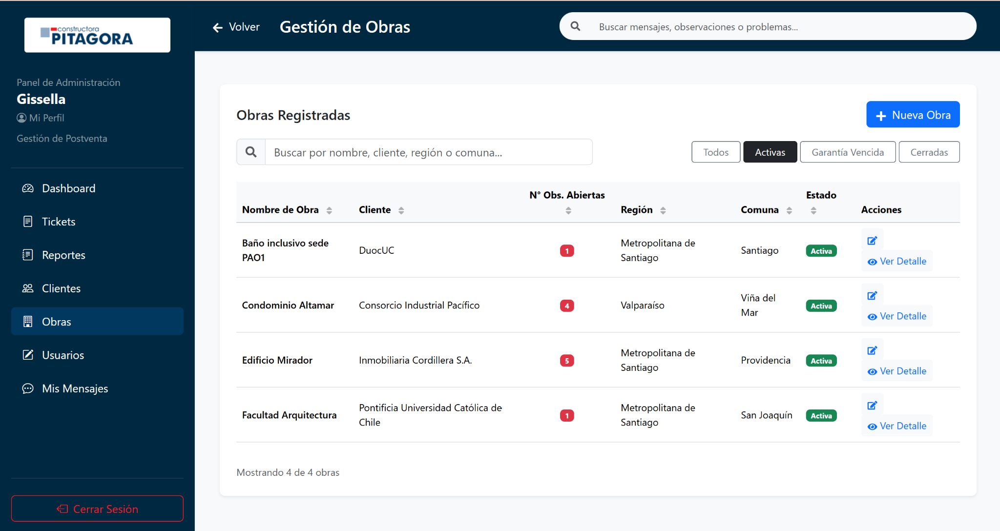 constructora
PITAGORA
Panel de Administración
Gissella
Mi Perfil
Gestión de Postventa
Dashboard
Tickets
Reportes
Clientes
Obras
Usuarios
Mis Mensajes
Cerrar Sesión
Volver
Gestión de Obras
Buscar mensajes, observaciones o problemas...
Obras Registradas
Nueva Obra
Buscar por nombre, cliente, región o comuna...
Todos
Activas
Garantía Vencida
Cerradas
Nombre de Obra
Cliente
N° Obs. Abiertas
Región
Comuna
Estado
Acciones
Baño inclusivo sede
PAO1
DuocUC
1
Metropolitana de
Santiago
Santiago
Activa
Ver Detalle
Condominio Altamar
Consorcio Industrial Pacífico
4
Valparaíso
Viña del
Mar
Activa
Ver Detalle
Edificio Mirador
Inmobiliaria Cordillera S.A.
5
Metropolitana de
Santiago
Providencia
Activa
Ver Detalle
Facultad Arquitectura
Pontificia Universidad Católica de
Chile
1
Metropolitana de
Santiago
San Joaquín
Activa
Ver Detalle
Mostrando 4 de 4 obras